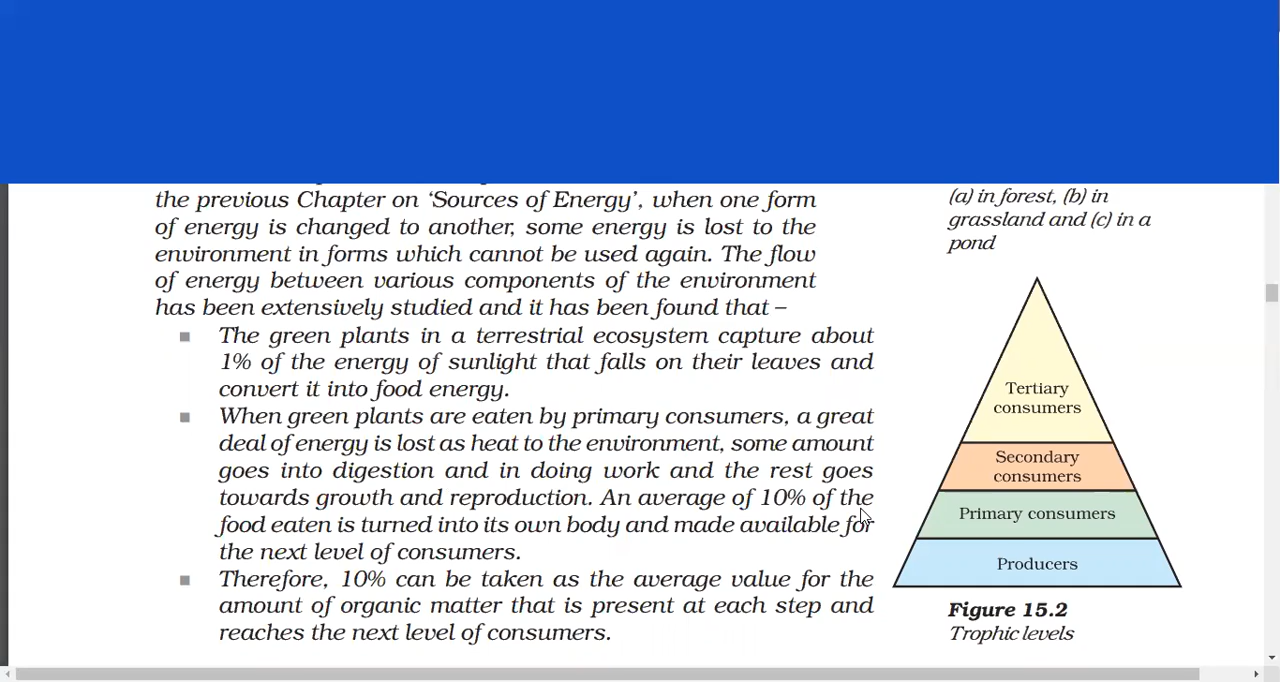 the previous Chapter on ‘Sources of Energy’, when one form
of energy is changed to another, some energy is lost to the
environment in forms which cannot be used again. The flow
of energy between various components of the environment
has been extensively studied and it has been found that –
■ The green plants in a terrestrial ecosystem capture about
1% of the energy of sunlight that falls on their leaves and
convert it into food energy.
■ When green plants are eaten by primary consumers, a great
deal of energy is lost as heat to the environment, some amount
goes into digestion and in doing work and the rest goes
towards growth and reproduction. An average of 10% of the
food eaten is turned into its own body and made available for
the next level of consumers.
■ Therefore, 10% can be taken as the average value for the
amount of organic matter that is present at each step and
reaches the next level of consumers.
(a) in forest, (b) in
grassland and (c) in a
pond
Tertiary
consumers
Secondary
consumers
Primary consumers
Producers
Figure 15.2
Trophic levels